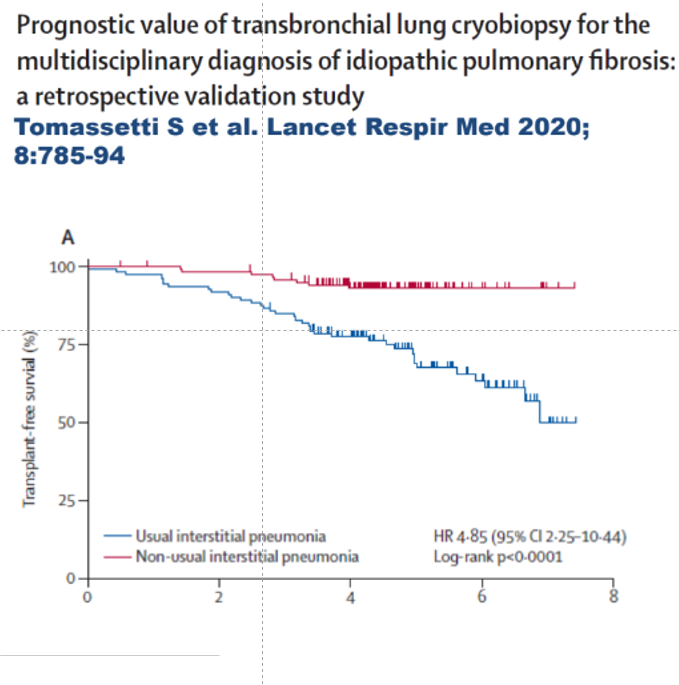 Prognostic value of transbronchial lung cryobiopsy for the
multidisciplinary diagnosis of idiopathic pulmonary fibrosis:
a retrospective validation study
Tomassetti S et al. Lancet Respir Med 2020;
8:785-94
A
Transplant-free survial (%)
100
75
50
25
0
Usual interstitial pneumonia
Non-usual interstitial pneumonia
HR 4·85 (95% CI 2·25–10·44)
Log-rank p<0·0001
0 2 4 6 8